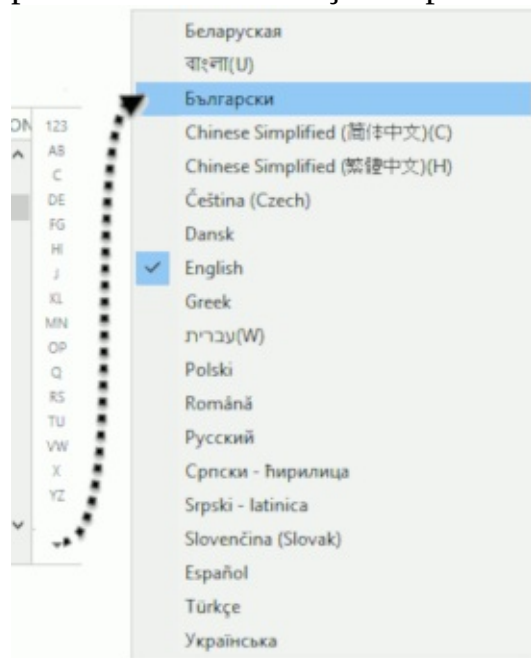 ON
123
AB
C
DE
FG
HI
J
XL
MN
OP
Q
RS
TU
VW
X
YZ
Беларуская
বাংলা(U)
Български
Chinese Simplified (简体中文)(C)
Chinese Simplified (繁體中文)(H)
Čeština (Czech)
Dansk
English
Greek
עברית(W)
Polski
Română
Русский
Српски - ћирилица
Srpski - latinica
Slovenčina (Slovak)
Español
Türkçe
Українська